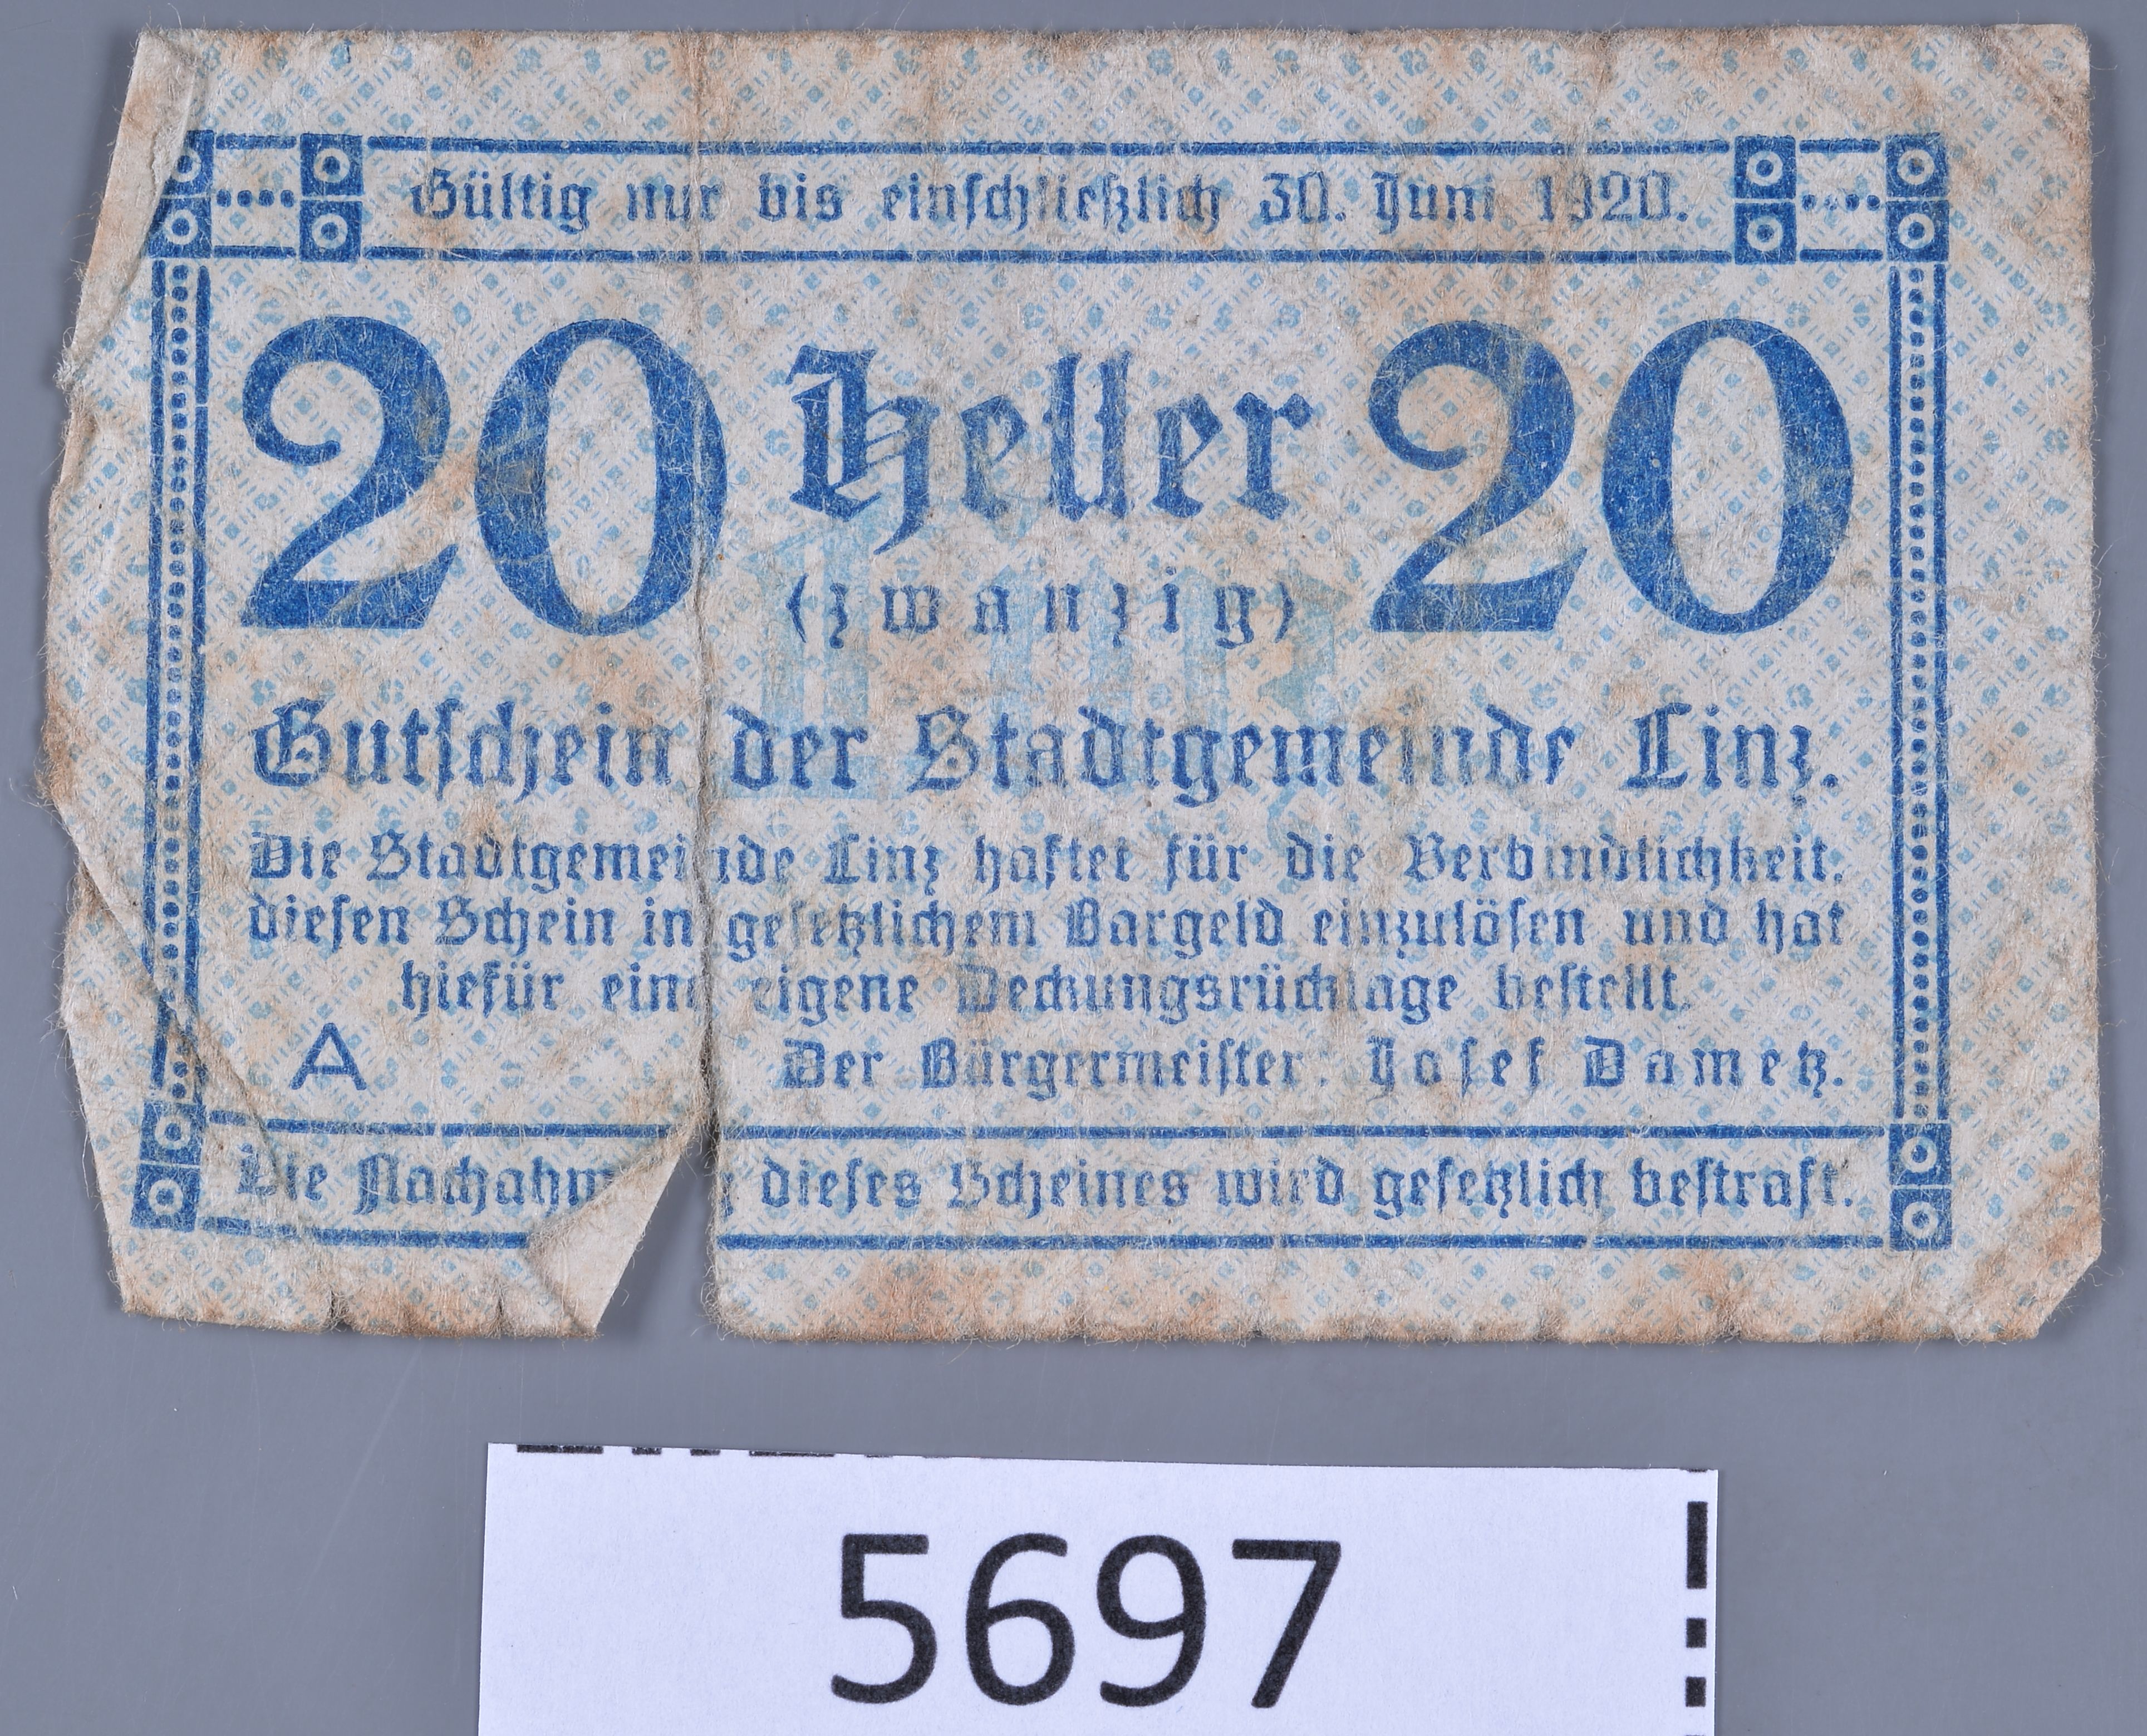 Gültig nur bis einschließlich 30. Juni 1920.
20 Heller 20
(zwanzig)
Linz
Gutschein der Stadtgemeinde Linz.
Die Stadtgemeinde Linz haftet für die Verbindlichkeit,
diesen Schein in gesetzlichem Bargeld einzulösen und hat
hiefür eine eigene Deckungsrücklage bestellt.
A
Der Bürgermeister: Josef Dametz.
Die dieses Scheines wird gesetzlich bestraft.
5697